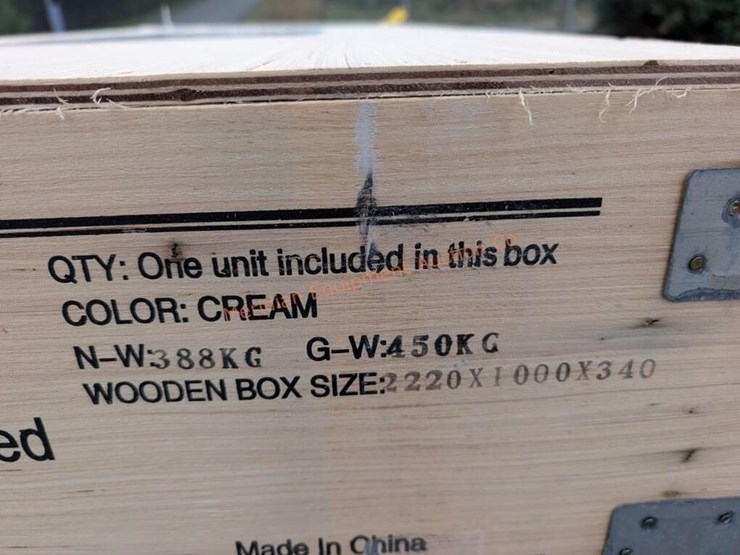 QTY: One unit included in this box
COLOR: CREAM
N-W:388KG G-W:450KG
WOODEN BOX SIZE:2220X1000X340
ed
Made In China